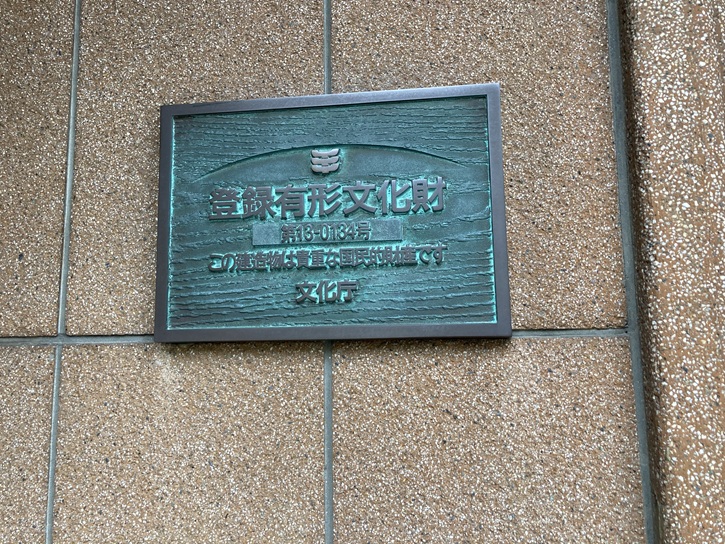 登録有形文化財
第13-0134号
この建造物は貴重な国民的財産です
文化庁